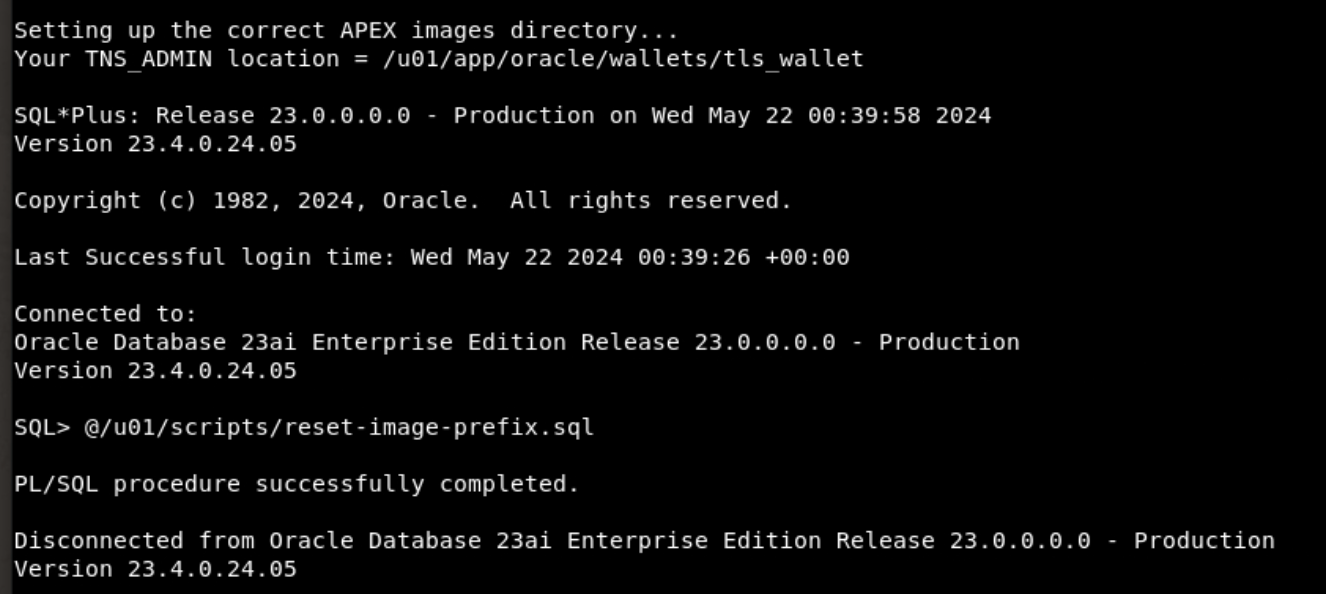 Setting up the correct APEX images directory...
Your TNS_ADMIN location = /u01/app/oracle/wallets/tls_wallet
SQL*Plus: Release 23.0.0.0.0 - Production on Wed May 22 00:39:58 2024
Version 23.4.0.24.05
Copyright (c) 1982, 2024, Oracle.  All rights reserved.
Last Successful login time: Wed May 22 2024 00:39:26 +00:00
Connected to:
Oracle Database 23ai Enterprise Edition Release 23.0.0.0.0 - Production
Version 23.4.0.24.05
SQL> @/u01/scripts/reset-image-prefix.sql
PL/SQL procedure successfully completed.
Disconnected from Oracle Database 23ai Enterprise Edition Release 23.0.0.0.0 - Production
Version 23.4.0.24.05